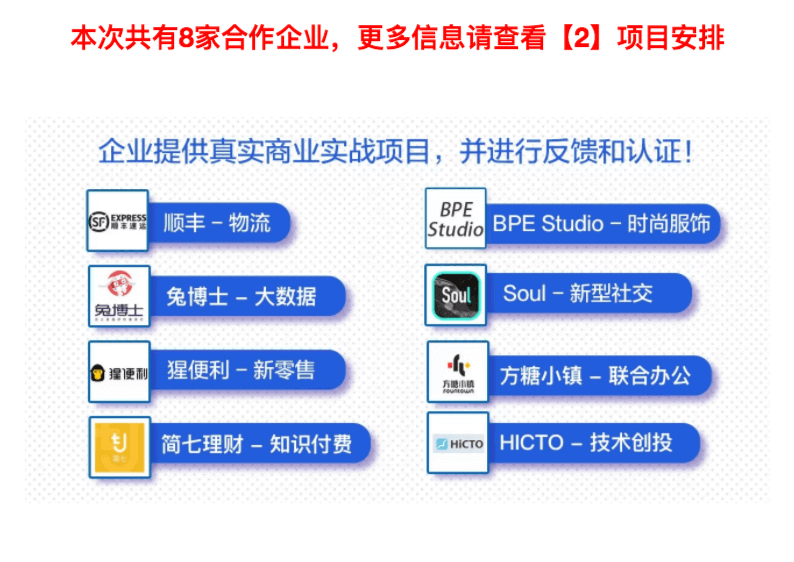 本次共有8家合作企业，更多信息请查看【2】项目安排
企业提供真实商业实战项目，并进行反馈和认证！
SF EXPRESS
顺丰速运
顺丰 – 物流
BPE
Studio
BPE Studio – 时尚服饰
兔博士
兔博士 – 大数据
Soul
Soul – 新型社交
猩便利
猩便利 – 新零售
方糖小镇
FOUNTOWN
方糖小镇 – 联合办公
简七
简七理财 – 知识付费
HiCTO
HICTO – 技术创投